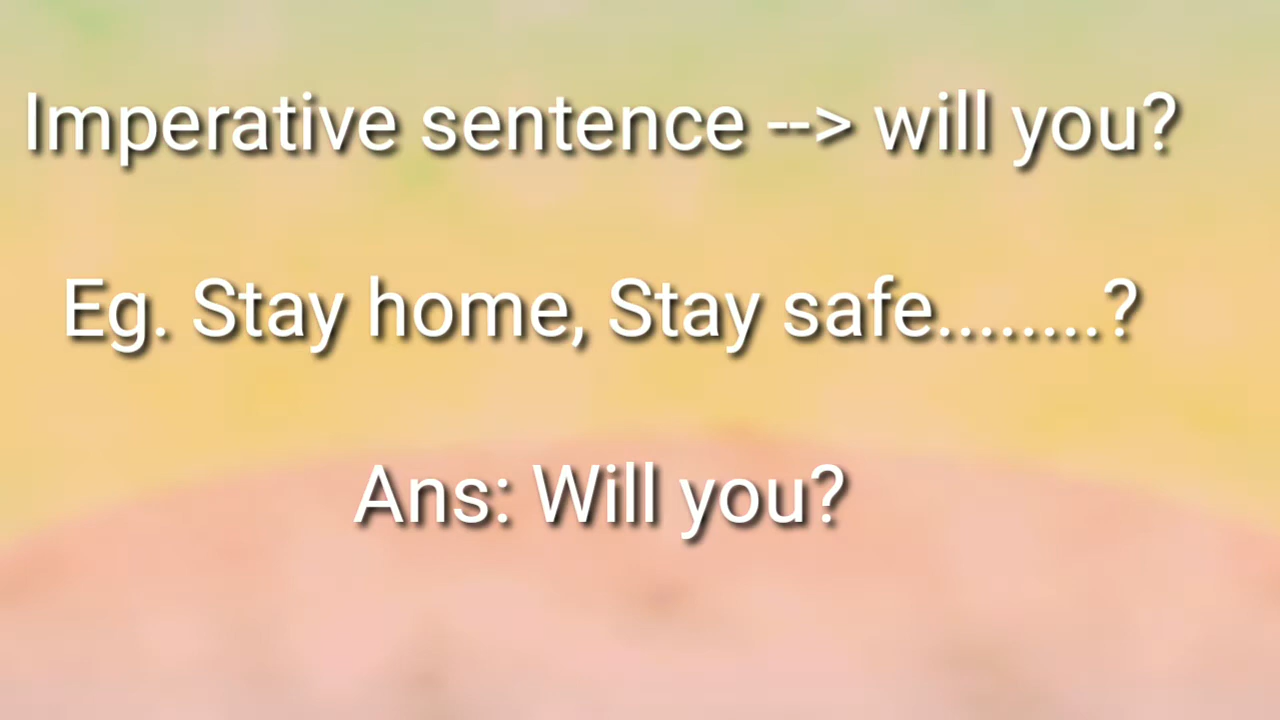 Imperative sentence --> will you?
Eg. Stay home, Stay safe........?
Ans: Will you?